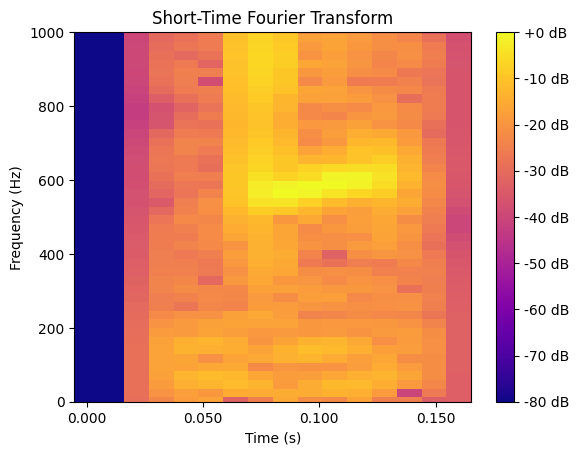 Short-Time Fourier Transform
1000
800
600
400
200
0
Frequency (Hz)
0.000
0.050
0.100
0.150
Time (s)
+0 dB
-10 dB
-20 dB
-30 dB
-40 dB
-50 dB
-60 dB
-70 dB
-80 dB